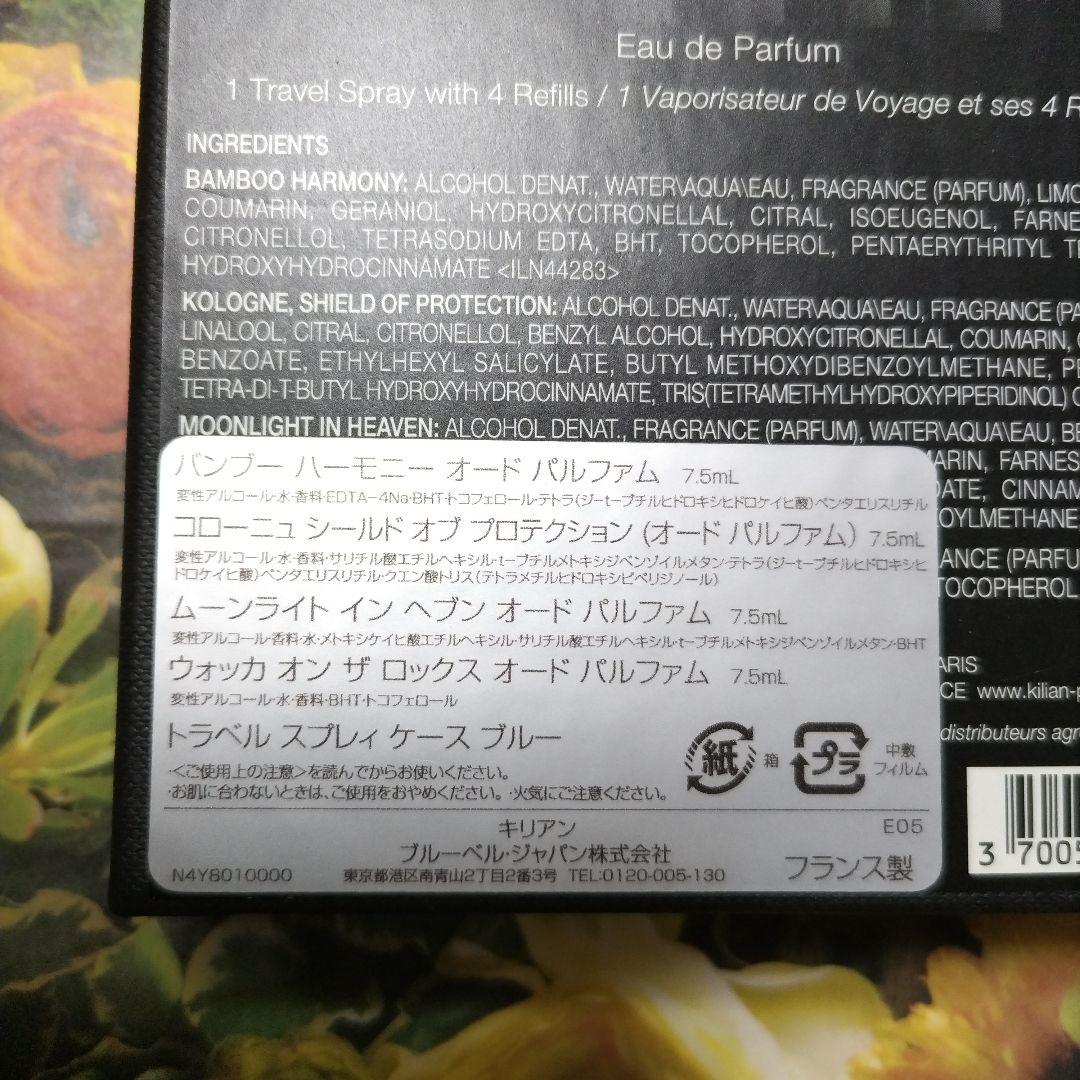 Eau de Parfum
1 Travel Spray with 4 Refills / 1 Vaporisateur de Voyage et ses 4 R
INGREDIENTS
BAMBOO HARMONY: ALCOHOL DENAT., WATER\AQUA\EAU, FRAGRANCE (PARFUM), LIMO
COUMARIN, GERANIOL, HYDROXYCITRONELLAL, CITRAL, ISOEUGENOL, FARNE
CITRONELLOL, TETRASODIUM EDTA, BHT, TOCOPHEROL, PENTAERYTHRITYL TE
HYDROXYHYDROCINNAMATE <ILN44283>
KOLOGNE, SHIELD OF PROTECTION: ALCOHOL DENAT., WATER\AQUA\EAU, FRAGRANCE (PA
LINALOOL, CITRAL, CITRONELLOL, BENZYL ALCOHOL, HYDROXYCITRONELLAL, COUMARIN,
BENZOATE, ETHYLHEXYL SALICYLATE, BUTYL METHOXYDIBENZOYLMETHANE, PE
TETRA-DI-T-BUTYL HYDROXYHYDROCINNAMATE, TRIS(TETRAMETHYLHYDROXYPIPERIDINOL) C
MOONLIGHT IN HEAVEN: ALCOHOL DENAT., FRAGRANCE (PARFUM), WATER\AQUA\EAU, BE
MARIN, FARNES
OATE, CINNAM
OYLMETHANE
ANCE (PARFU
TOCOPHEROL
ARIS
CE www.kilian-
distributeurs agr
バンブー ハーモニー オード パルファム 7.5mL
変性アルコール・水・香料・EDTA-4Na・BHT・トコフェロール・テトラ(ジ-t-ブチルヒドロキシヒドロケイヒ酸)ペンタエリスリチル
コローニュ シールド オブ プロテクション (オード パルファム) 7.5mL
変性アルコール・水・香料・サリチル酸エチルヘキシル・t-ブチルメトキシジベンゾイルメタン・テトラ(ジ-t-ブチルヒドロキシヒ
ドロケイヒ酸)ペンタエリスリチル・クエン酸トリス(テトラメチルヒドロキシピペリジノール)
ムーンライト イン ヘブン オード パルファム 7.5mL
変性アルコール・香料・水・メトキシケイヒ酸エチルヘキシル・サリチル酸エチルヘキシル・t-ブチルメトキシジベンゾイルメタン・BHT
ウォッカ オン ザ ロックス オード パルファム 7.5mL
変性アルコール・水・香料・BHT・トコフェロール
トラベル スプレィ ケース ブルー
紙 箱 プラ 中敷
フィルム
・<ご使用上の注意>を読んでからお使いください。
・お肌に合わないときは、ご使用をおやめください。・火気にご注意ください。
キリアン E05
ブルーベル・ジャパン株式会社 フランス製
N4Y8010000 東京都港区南青山2丁目2番3号 TEL:0120-005-130
3 7005